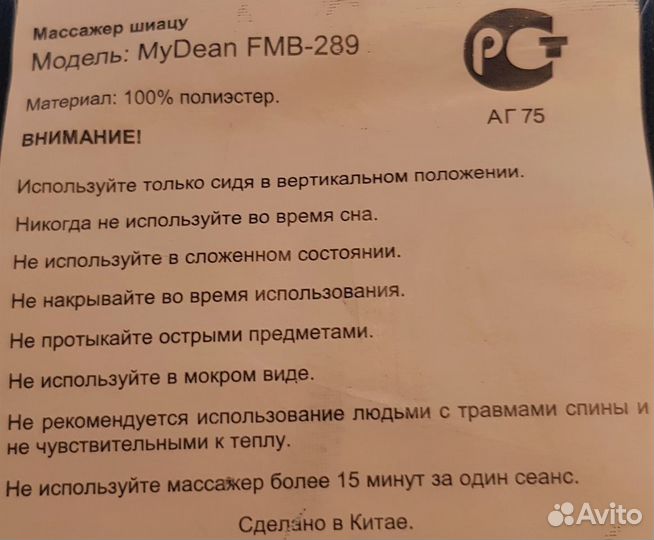 Массажер шиацу
Модель: MyDean FMB-289
РСТ
Материал: 100% полиэстер.
АГ 75
ВНИМАНИЕ!
Используйте только сидя в вертикальном положении.
Никогда не используйте во время сна.
Не используйте в сложенном состоянии.
Не накрывайте во время использования.
Не протыкайте острыми предметами.
Не используйте в мокром виде.
Не рекомендуется использование людьми с травмами спины и
не чувствительными к теплу.
Не используйте массажер более 15 минут за один сеанс.
Сделано в Китае.
Avito